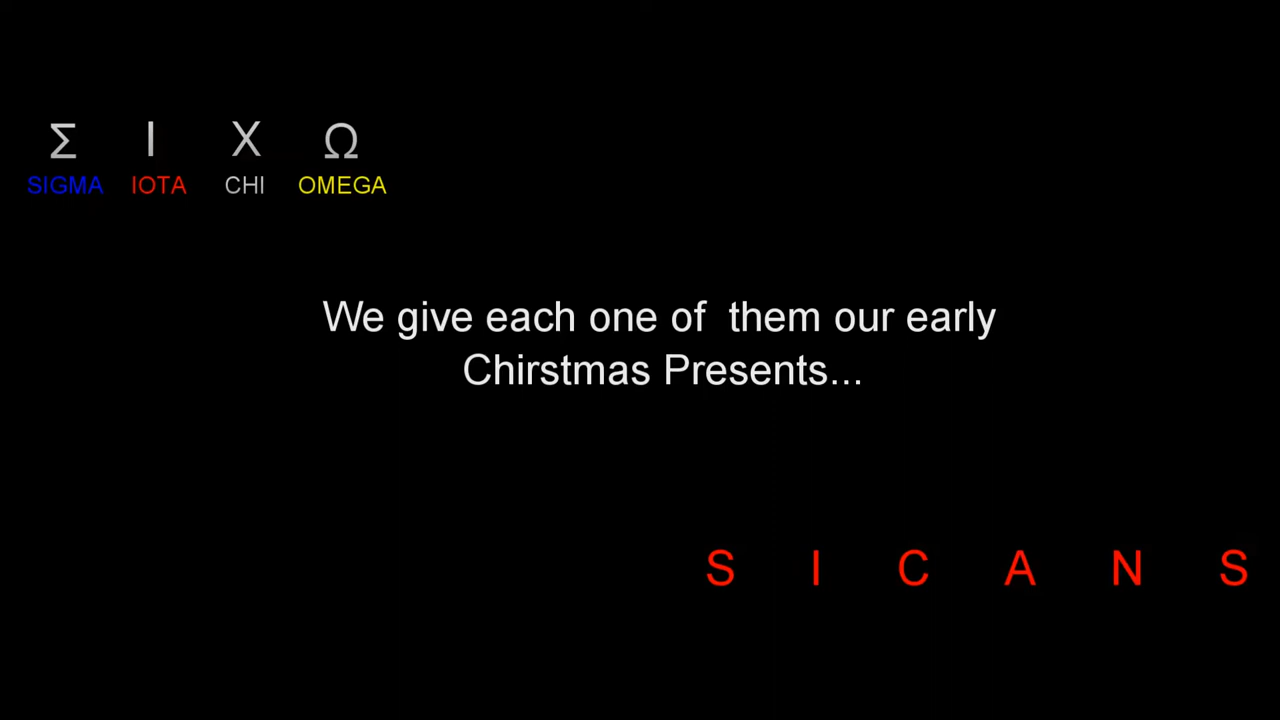 Σ Ι Χ Ω
SIGMA IOTA CHI OMEGA
We give each one of  them our early
Chirstmas Presents...
S I C A N S